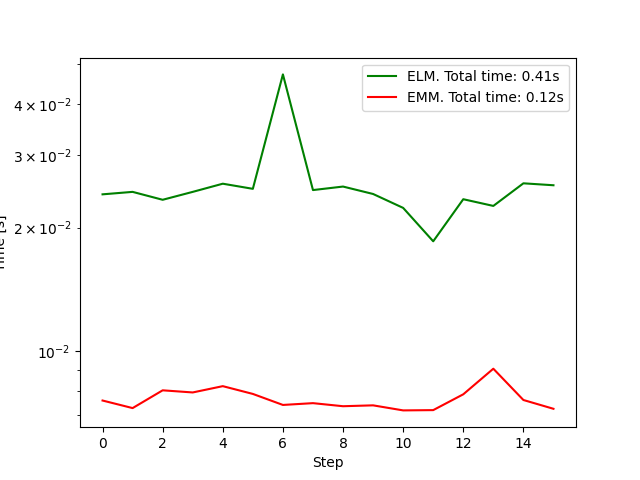 ELM. Total time: 0.41s
EMM. Total time: 0.12s
4 × 10⁻²
3 × 10⁻²
2 × 10⁻²
10⁻²
Time [s]
0 2 4 6 8 10 12 14
Step